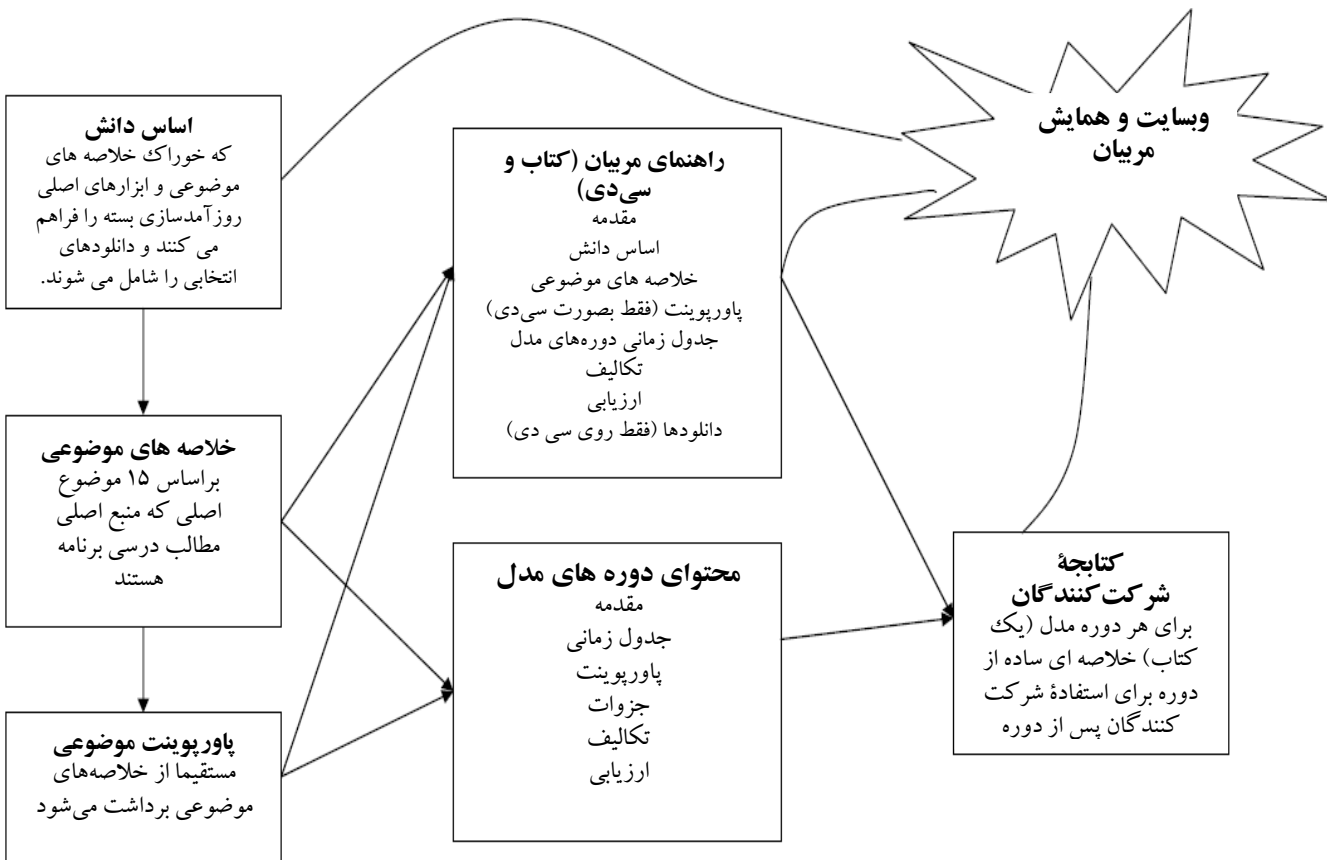 اساس دانش
که خوراک خلاصه های
موضوعی و ابزارهای اصلی
روزآمدسازی بسته را فراهم
می کنند و دانلودهای
انتخابی را شامل می شوند.
خلاصه های موضوعی
براساس ۱۵ موضوع
اصلی که منبع اصلی
مطالب درسی برنامه
هستند
پاورپوینت موضوعی
مستقیما از خلاصه‌های
موضوعی برداشت می‌شود
راهنمای مربیان (کتاب و
سی‌دی)
مقدمه
اساس دانش
خلاصه های موضوعی
پاورپوینت (فقط بصورت سی‌دی)
جدول زمانی دوره‌های مدل
تکالیف
ارزیابی
دانلودها (فقط روی سی دی)
محتوای دوره های مدل
مقدمه
جدول زمانی
پاورپوینت
جزوات
تکالیف
ارزیابی
وبسایت و همایش
مربیان
کتابجۀ
شرکت‌کنندگان
برای هر دوره مدل (یک
کتاب) خلاصه ای ساده از
دوره برای استفادۀ شرکت
کنندگان پس از دوره